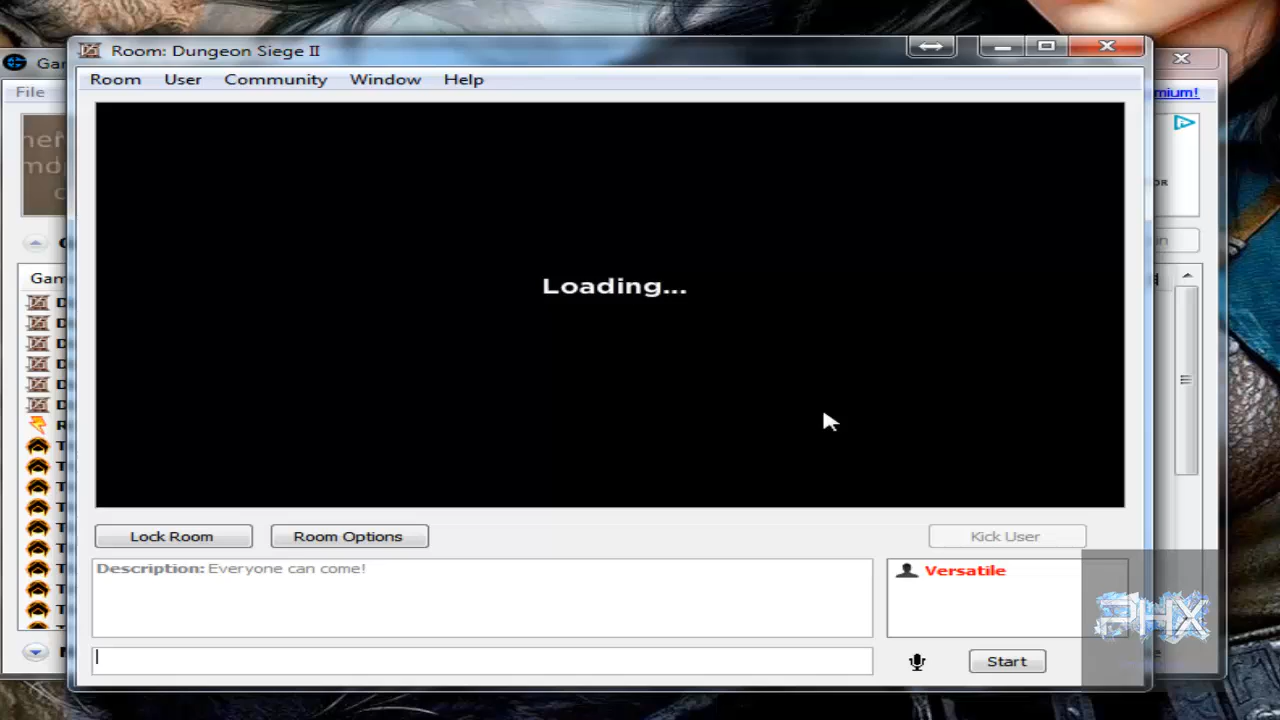 Room: Dungeon Siege II
Room User Community Window Help
File
mium!
Loading...
Lock Room Room Options Kick User
Description: Everyone can come!
Versatile
Start
PHX